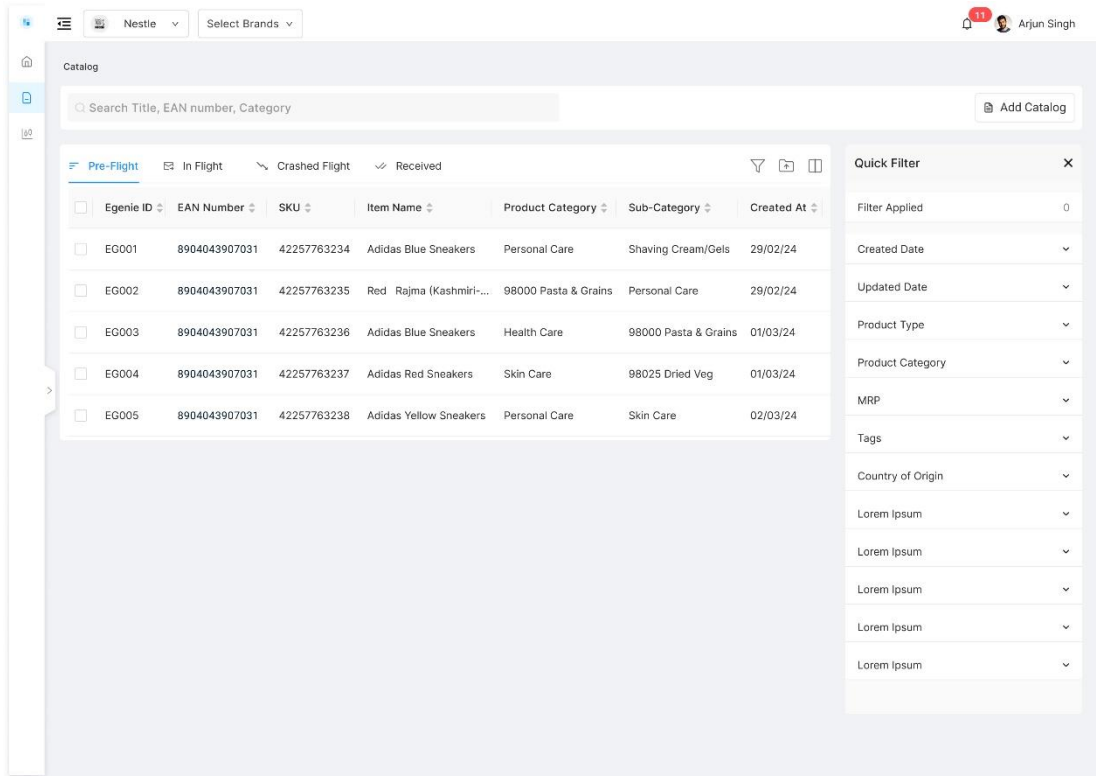 Nestle Select Brands 11 Arjun Singh
Catalog
Search Title, EAN number, Category Add Catalog
Pre-Flight In Flight Crashed Flight Received
Egenie ID EAN Number SKU Item Name Product Category Sub-Category Created At
EG001 8904043907031 42257763234 Adidas Blue Sneakers Personal Care Shaving Cream/Gels 29/02/24
EG002 8904043907031 42257763235 Red Rajma (Kashmiri-... 98000 Pasta & Grains Personal Care 29/02/24
EG003 8904043907031 42257763236 Adidas Blue Sneakers Health Care 98000 Pasta & Grains 01/03/24
EG004 8904043907031 42257763237 Adidas Red Sneakers Skin Care 98025 Dried Veg 01/03/24
EG005 8904043907031 42257763238 Adidas Yellow Sneakers Personal Care Skin Care 02/03/24
Quick Filter
Filter Applied 0
Created Date
Updated Date
Product Type
Product Category
MRP
Tags
Country of Origin
Lorem Ipsum
Lorem Ipsum
Lorem Ipsum
Lorem Ipsum
Lorem Ipsum